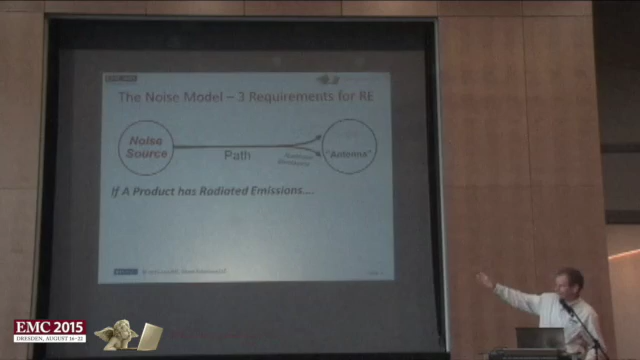 The Noise Model – 3 Requirements for RE
Noise
Source
Path
"Antenna"
If A Product has Radiated Emissions....
EMC 2015
DRESDEN, AUGUST 16-22